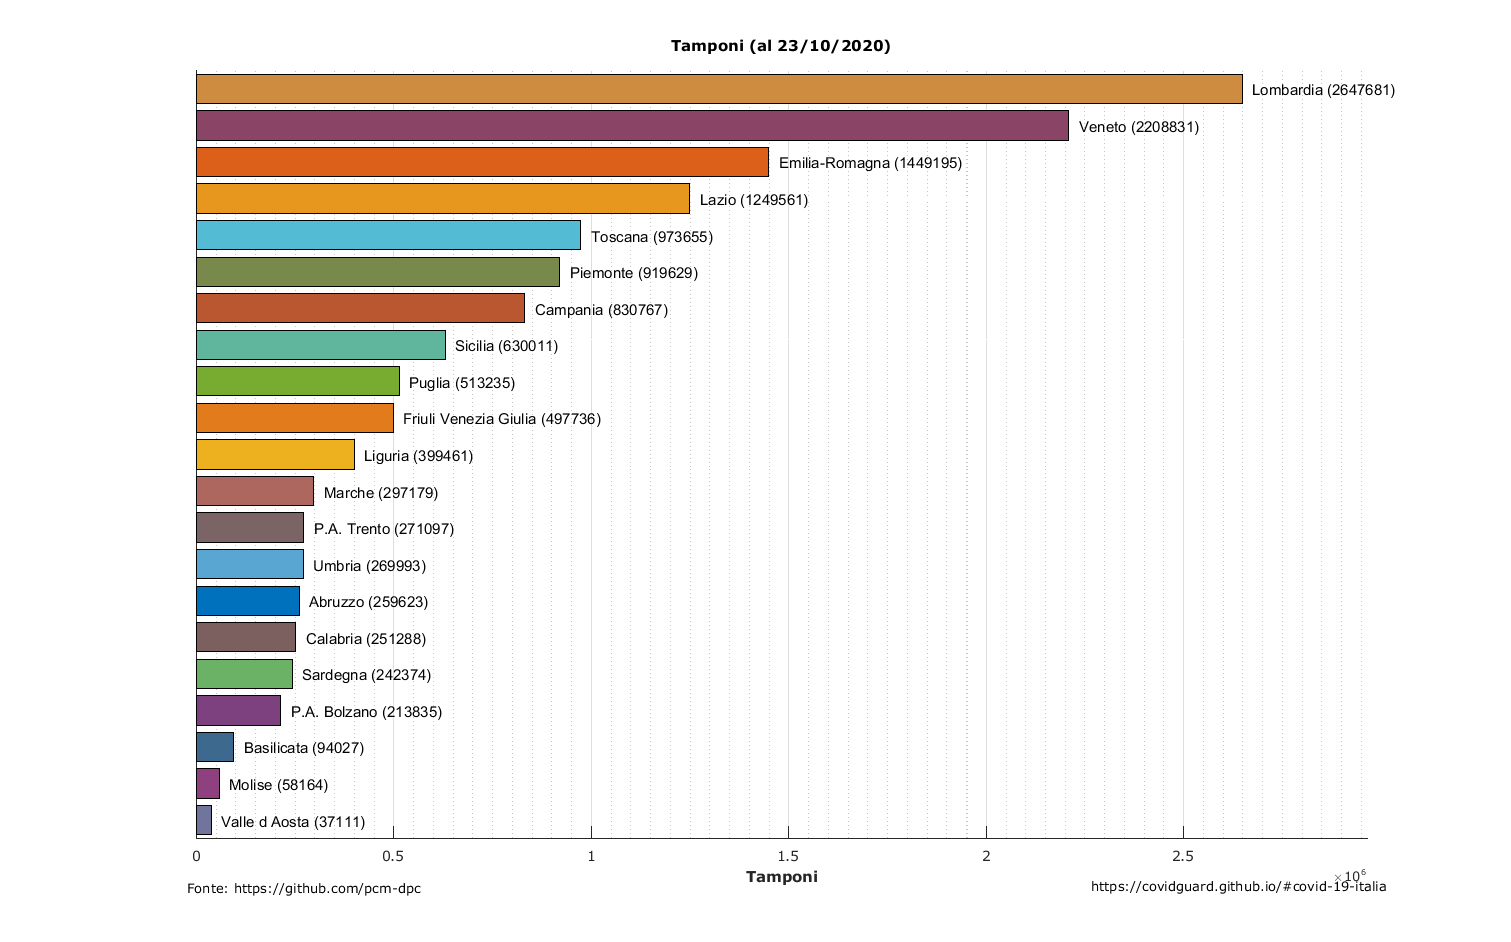 Tamponi (al 23/10/2020)
Lombardia (2647681)
Veneto (2208831)
Emilia-Romagna (1449195)
Lazio (1249561)
Toscana (973655)
Piemonte (919629)
Campania (830767)
Sicilia (630011)
Puglia (513235)
Friuli Venezia Giulia (497736)
Liguria (399461)
Marche (297179)
P.A. Trento (271097)
Umbria (269993)
Abruzzo (259623)
Calabria (251288)
Sardegna (242374)
P.A. Bolzano (213835)
Basilicata (94027)
Molise (58164)
Valle d Aosta (37111)
0 0.5 1 1.5 2 2.5
Tamponi
×10⁶
Fonte: https://github.com/pcm-dpc
https://covidguard.github.io/#covid-19-italia